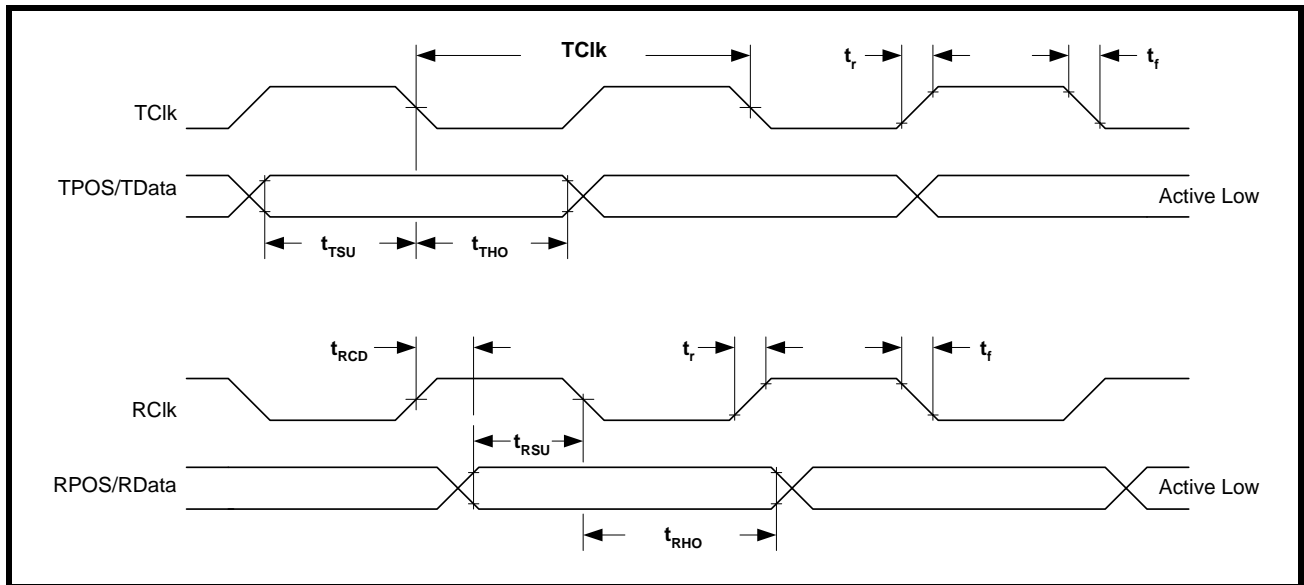 TClk
t_r
t_f
TClk
TPOS/TData
Active Low
t_TSU
t_THO
t_RCD
t_r
t_f
RClk
t_RSU
RPOS/RData
Active Low
t_RHO